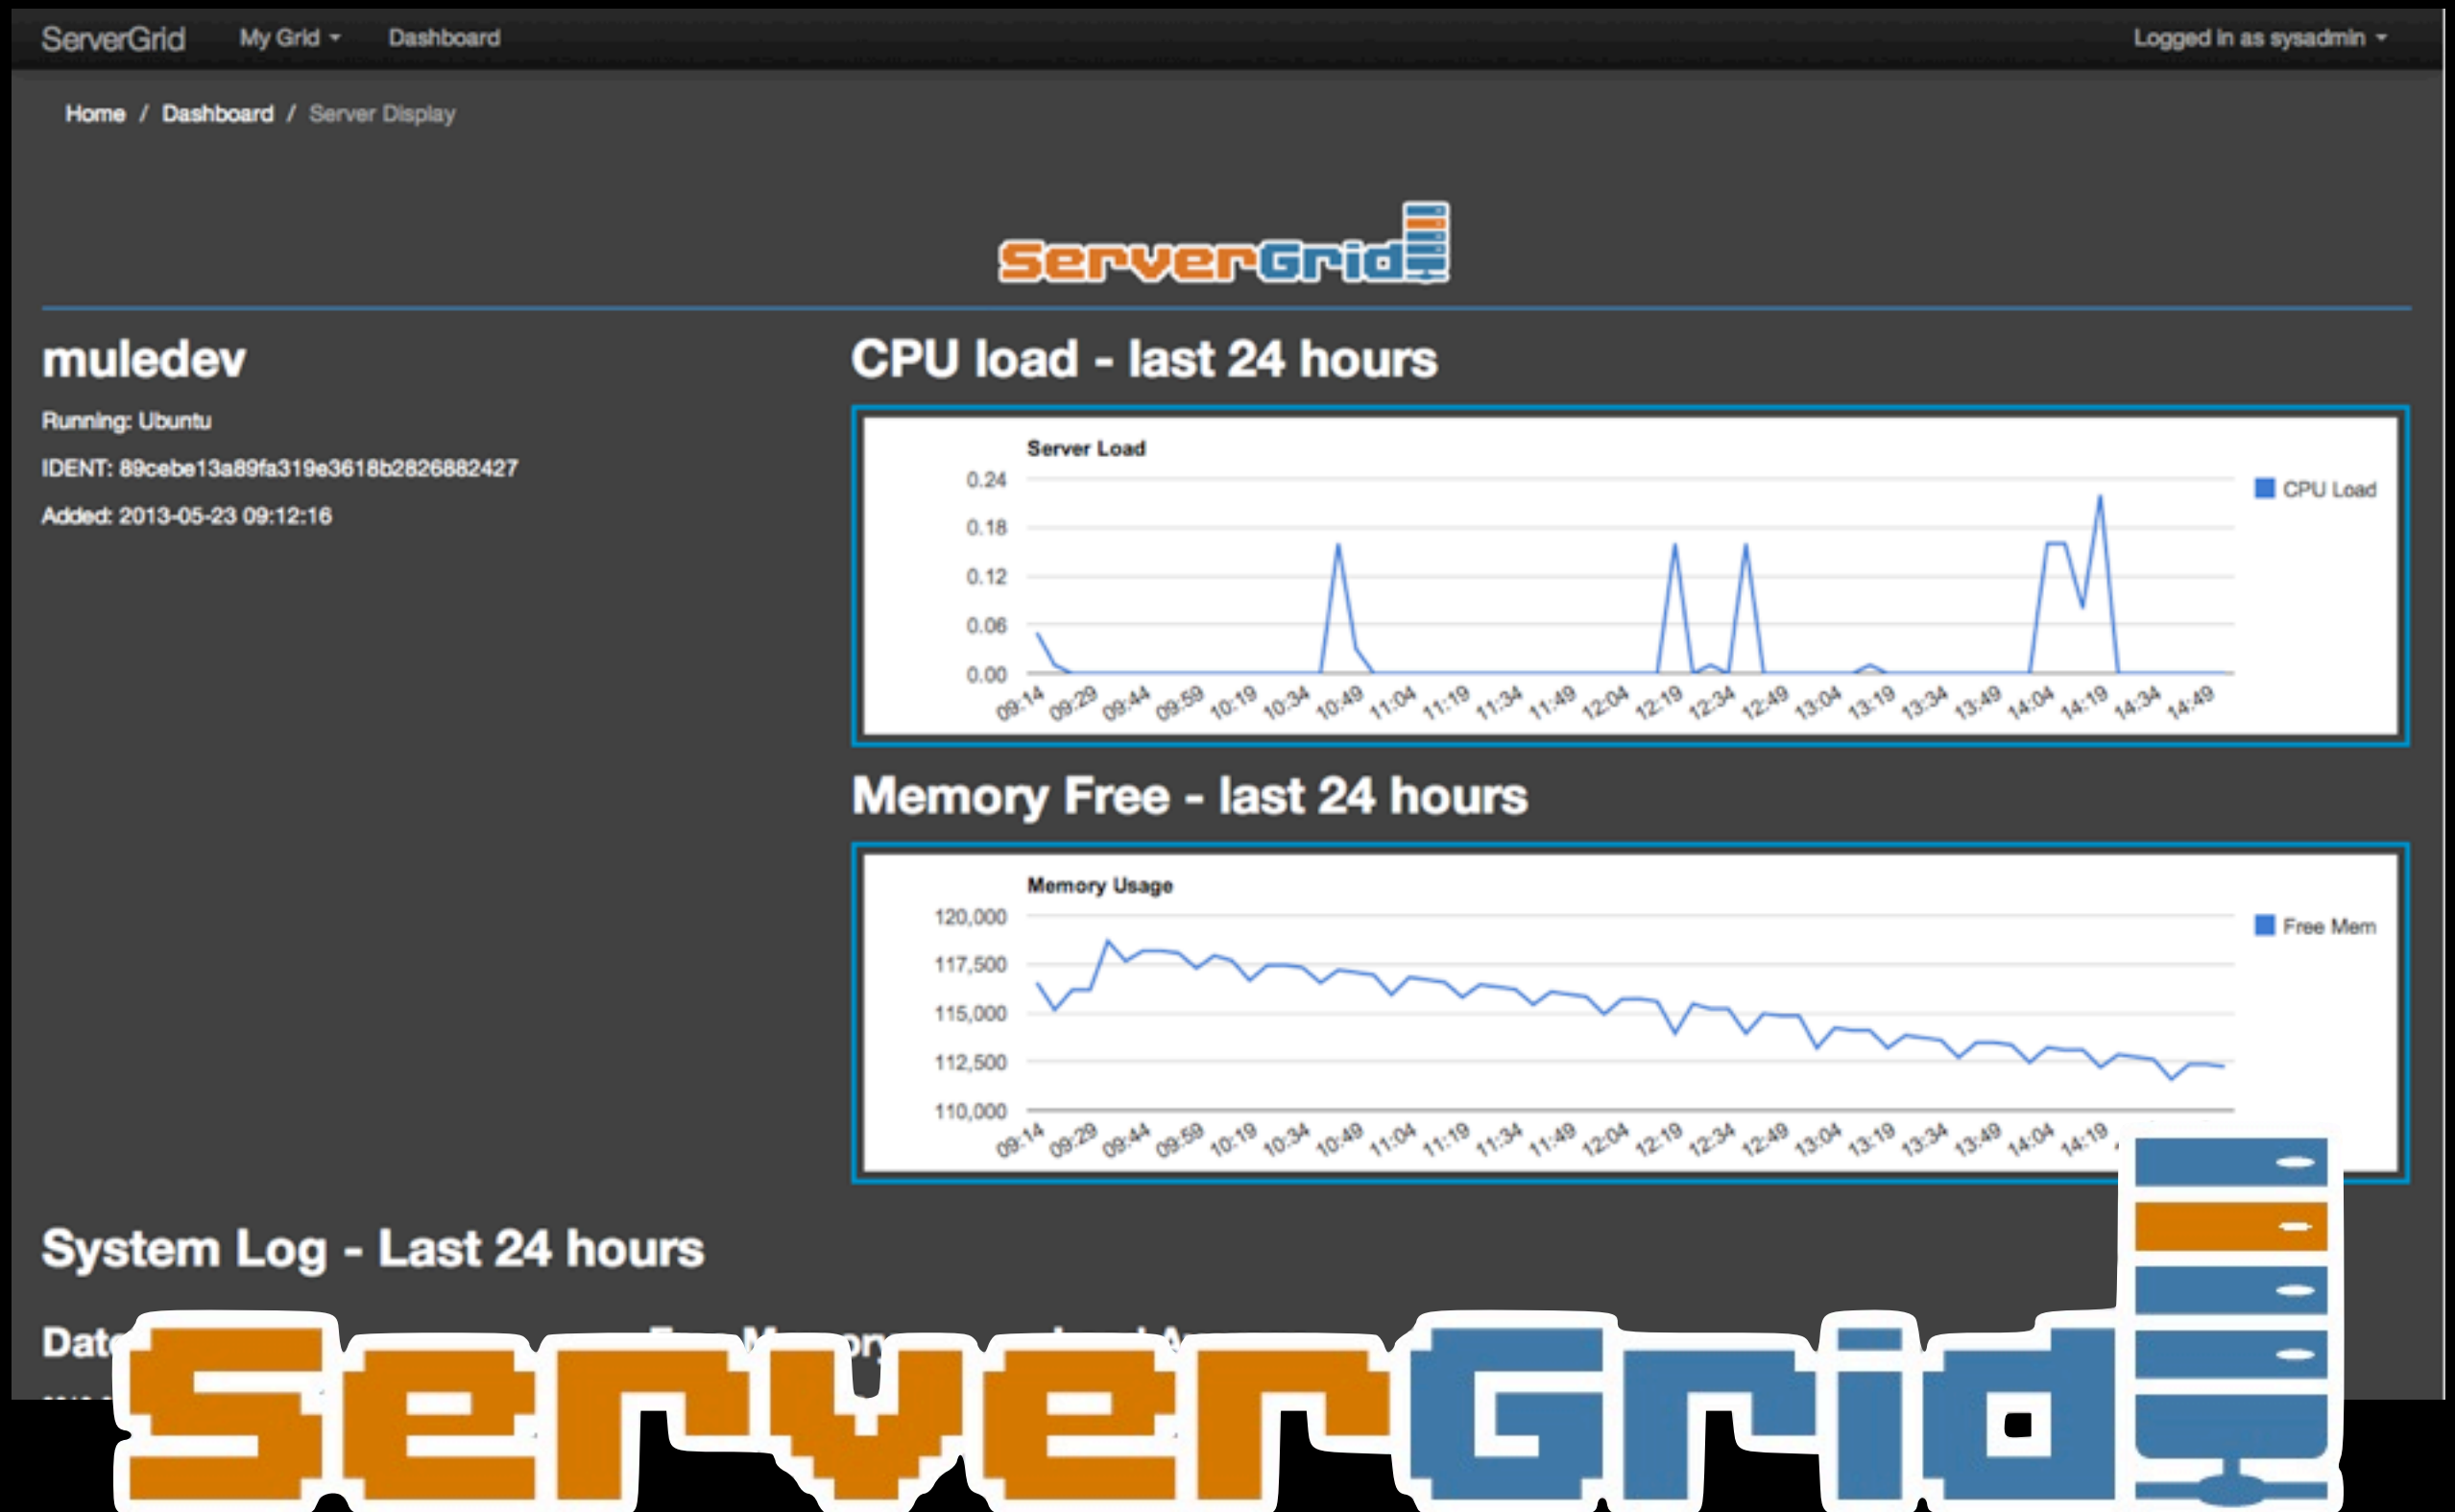 ServerGrid My Grid Dashboard Logged in as sysadmin
Home / Dashboard / Server Display
ServerGrid
muledev
Running: Ubuntu
IDENT: 89cebe13a89fa319e3618b2826882427
Added: 2013-05-23 09:12:16
CPU load - last 24 hours
Server Load
CPU Load
0.24
0.18
0.12
0.06
0.00
09:14 09:29 09:44 09:59 10:19 10:34 10:49 11:04 11:19 11:34 11:49 12:04 12:19 12:34 12:49 13:04 13:19 13:34 13:49 14:04 14:19 14:34 14:49
Memory Free - last 24 hours
Memory Usage
Free Mem
120,000
117,500
115,000
112,500
110,000
09:14 09:29 09:44 09:59 10:19 10:34 10:49 11:04 11:19 11:34 11:49 12:04 12:19 12:34 12:49 13:04 13:19 13:34 13:49 14:04 14:19
System Log - Last 24 hours
ServerGrid